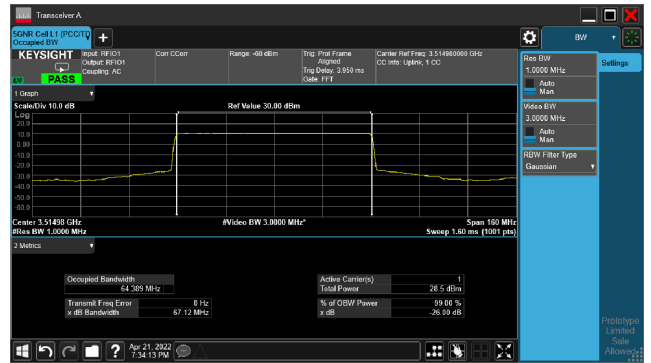 Transceiver A
5GNR Cell L1 (PCC/TD
Occupied BW
BW
KEYSIGHT
Input: RFIO1
Output: RFIO1
Coupling: AC
Corr CCorr
Range: -60 dBm
Trig: Prot Frame
Aligned
Trig Delay: 3.950 ms
Gate: FFT
Carrier Ref Freq: 3.514980000 GHz
CC Info: Uplink, 1 CC
PASS
Res BW
1.0000 MHz
Auto
Man
Settings
Video BW
3.0000 MHz
Auto
Man
RBW Filter Type
Gaussian
1 Graph
Scale/Div 10.0 dB
Ref Value 30.00 dBm
Log
20.0
10.0
0.00
-10.0
-20.0
-30.0
-40.0
-50.0
-60.0
Center 3.51498 GHz
#Video BW 3.0000 MHz*
Span 160 MHz
#Res BW 1.0000 MHz
Sweep 1.60 ms (1001 pts)
2 Metrics
Occupied Bandwidth
64.389 MHz
Active Carrier(s) 1
Total Power 28.5 dBm
Transmit Freq Error 0 Hz
x dB Bandwidth 67.12 MHz
% of OBW Power 99.00 %
x dB -26.00 dB
Prototype
Limited
Sale
Allowed
Apr 21, 2022
7:34:13 PM